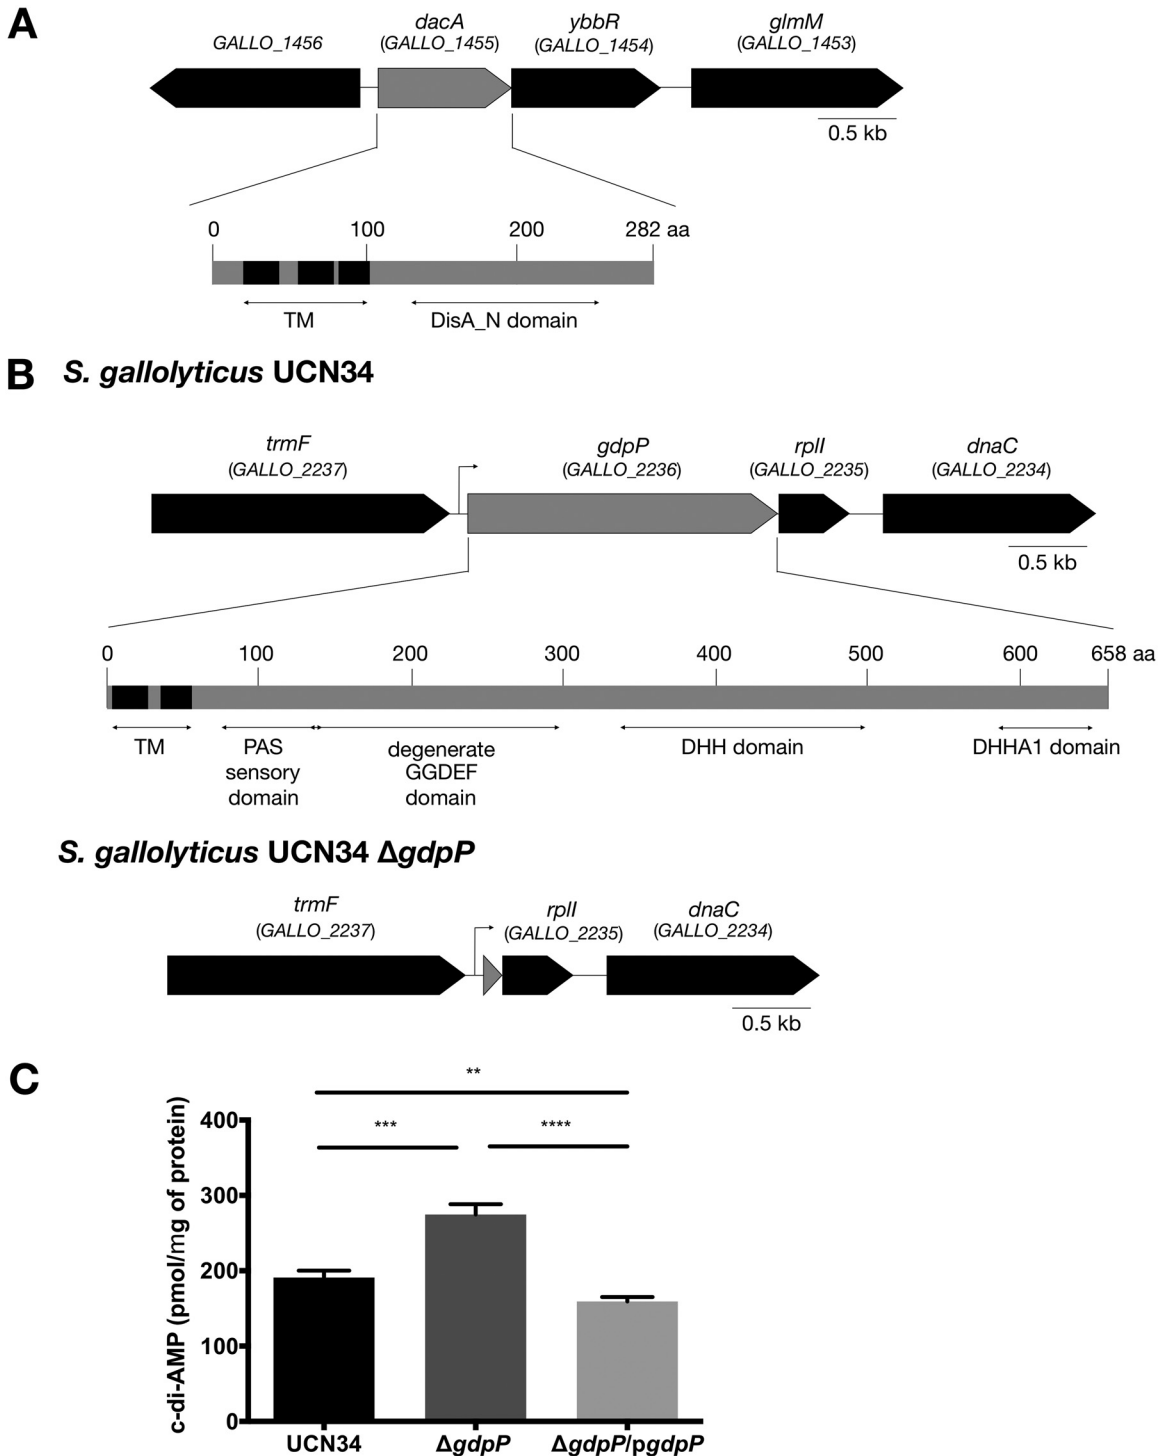 A
GALLO_1456
dacA
(GALLO_1455)
ybbR
(GALLO_1454)
glmM
(GALLO_1453)
0.5 kb
0 100 200 282 aa
TM
DisA_N domain
B
S. gallolyticus UCN34
trmF
(GALLO_2237)
gdpP
(GALLO_2236)
rplI
(GALLO_2235)
dnaC
(GALLO_2234)
0.5 kb
0 100 200 300 400 500 600 658 aa
TM
PAS
sensory
domain
degenerate
GGDEF
domain
DHH domain
DHHA1 domain
S. gallolyticus UCN34 ΔgdpP
trmF
(GALLO_2237)
rplI
(GALLO_2235)
dnaC
(GALLO_2234)
0.5 kb
C
**
***
****
c-di-AMP (pmol/mg of protein)
400
300
200
100
0
UCN34
ΔgdpP
ΔgdpP/pgdpP